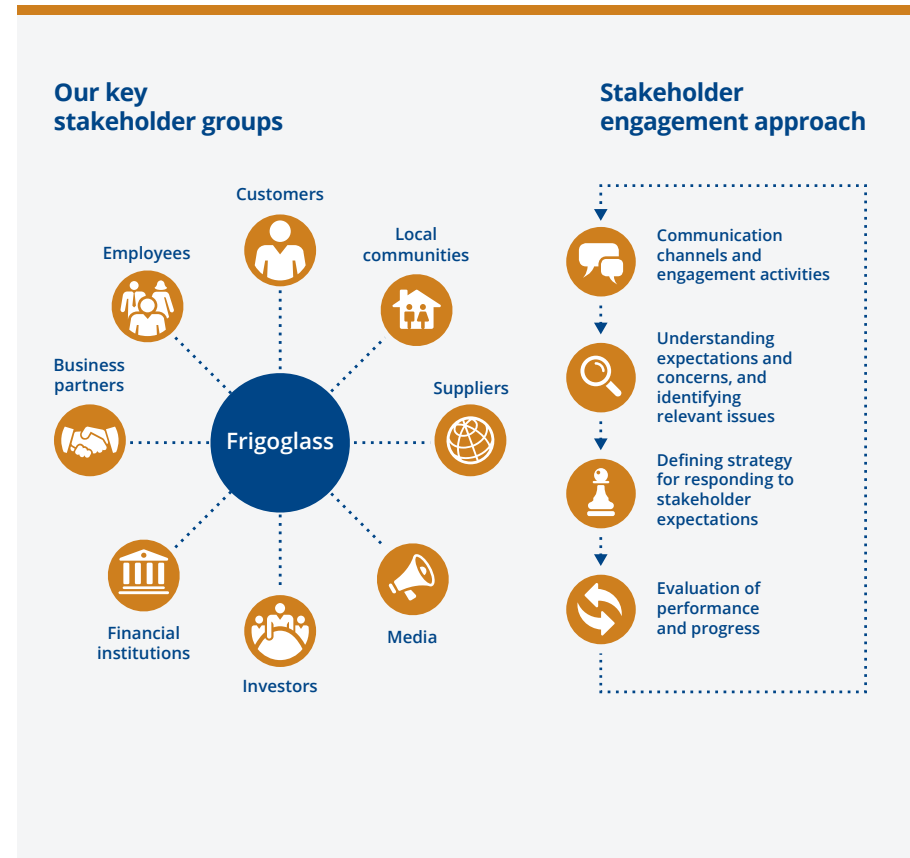 Our key
stakeholder groups
Customers
Local
communities
Employees
Business
partners
Suppliers
Frigoglass
Financial
institutions
Media
Investors
Stakeholder
engagement approach
Communication
channels and
engagement activities
Understanding
expectations and
concerns, and
identifying
relevant issues
Defining strategy
for responding to
stakeholder
expectations
Evaluation of
performance
and progress